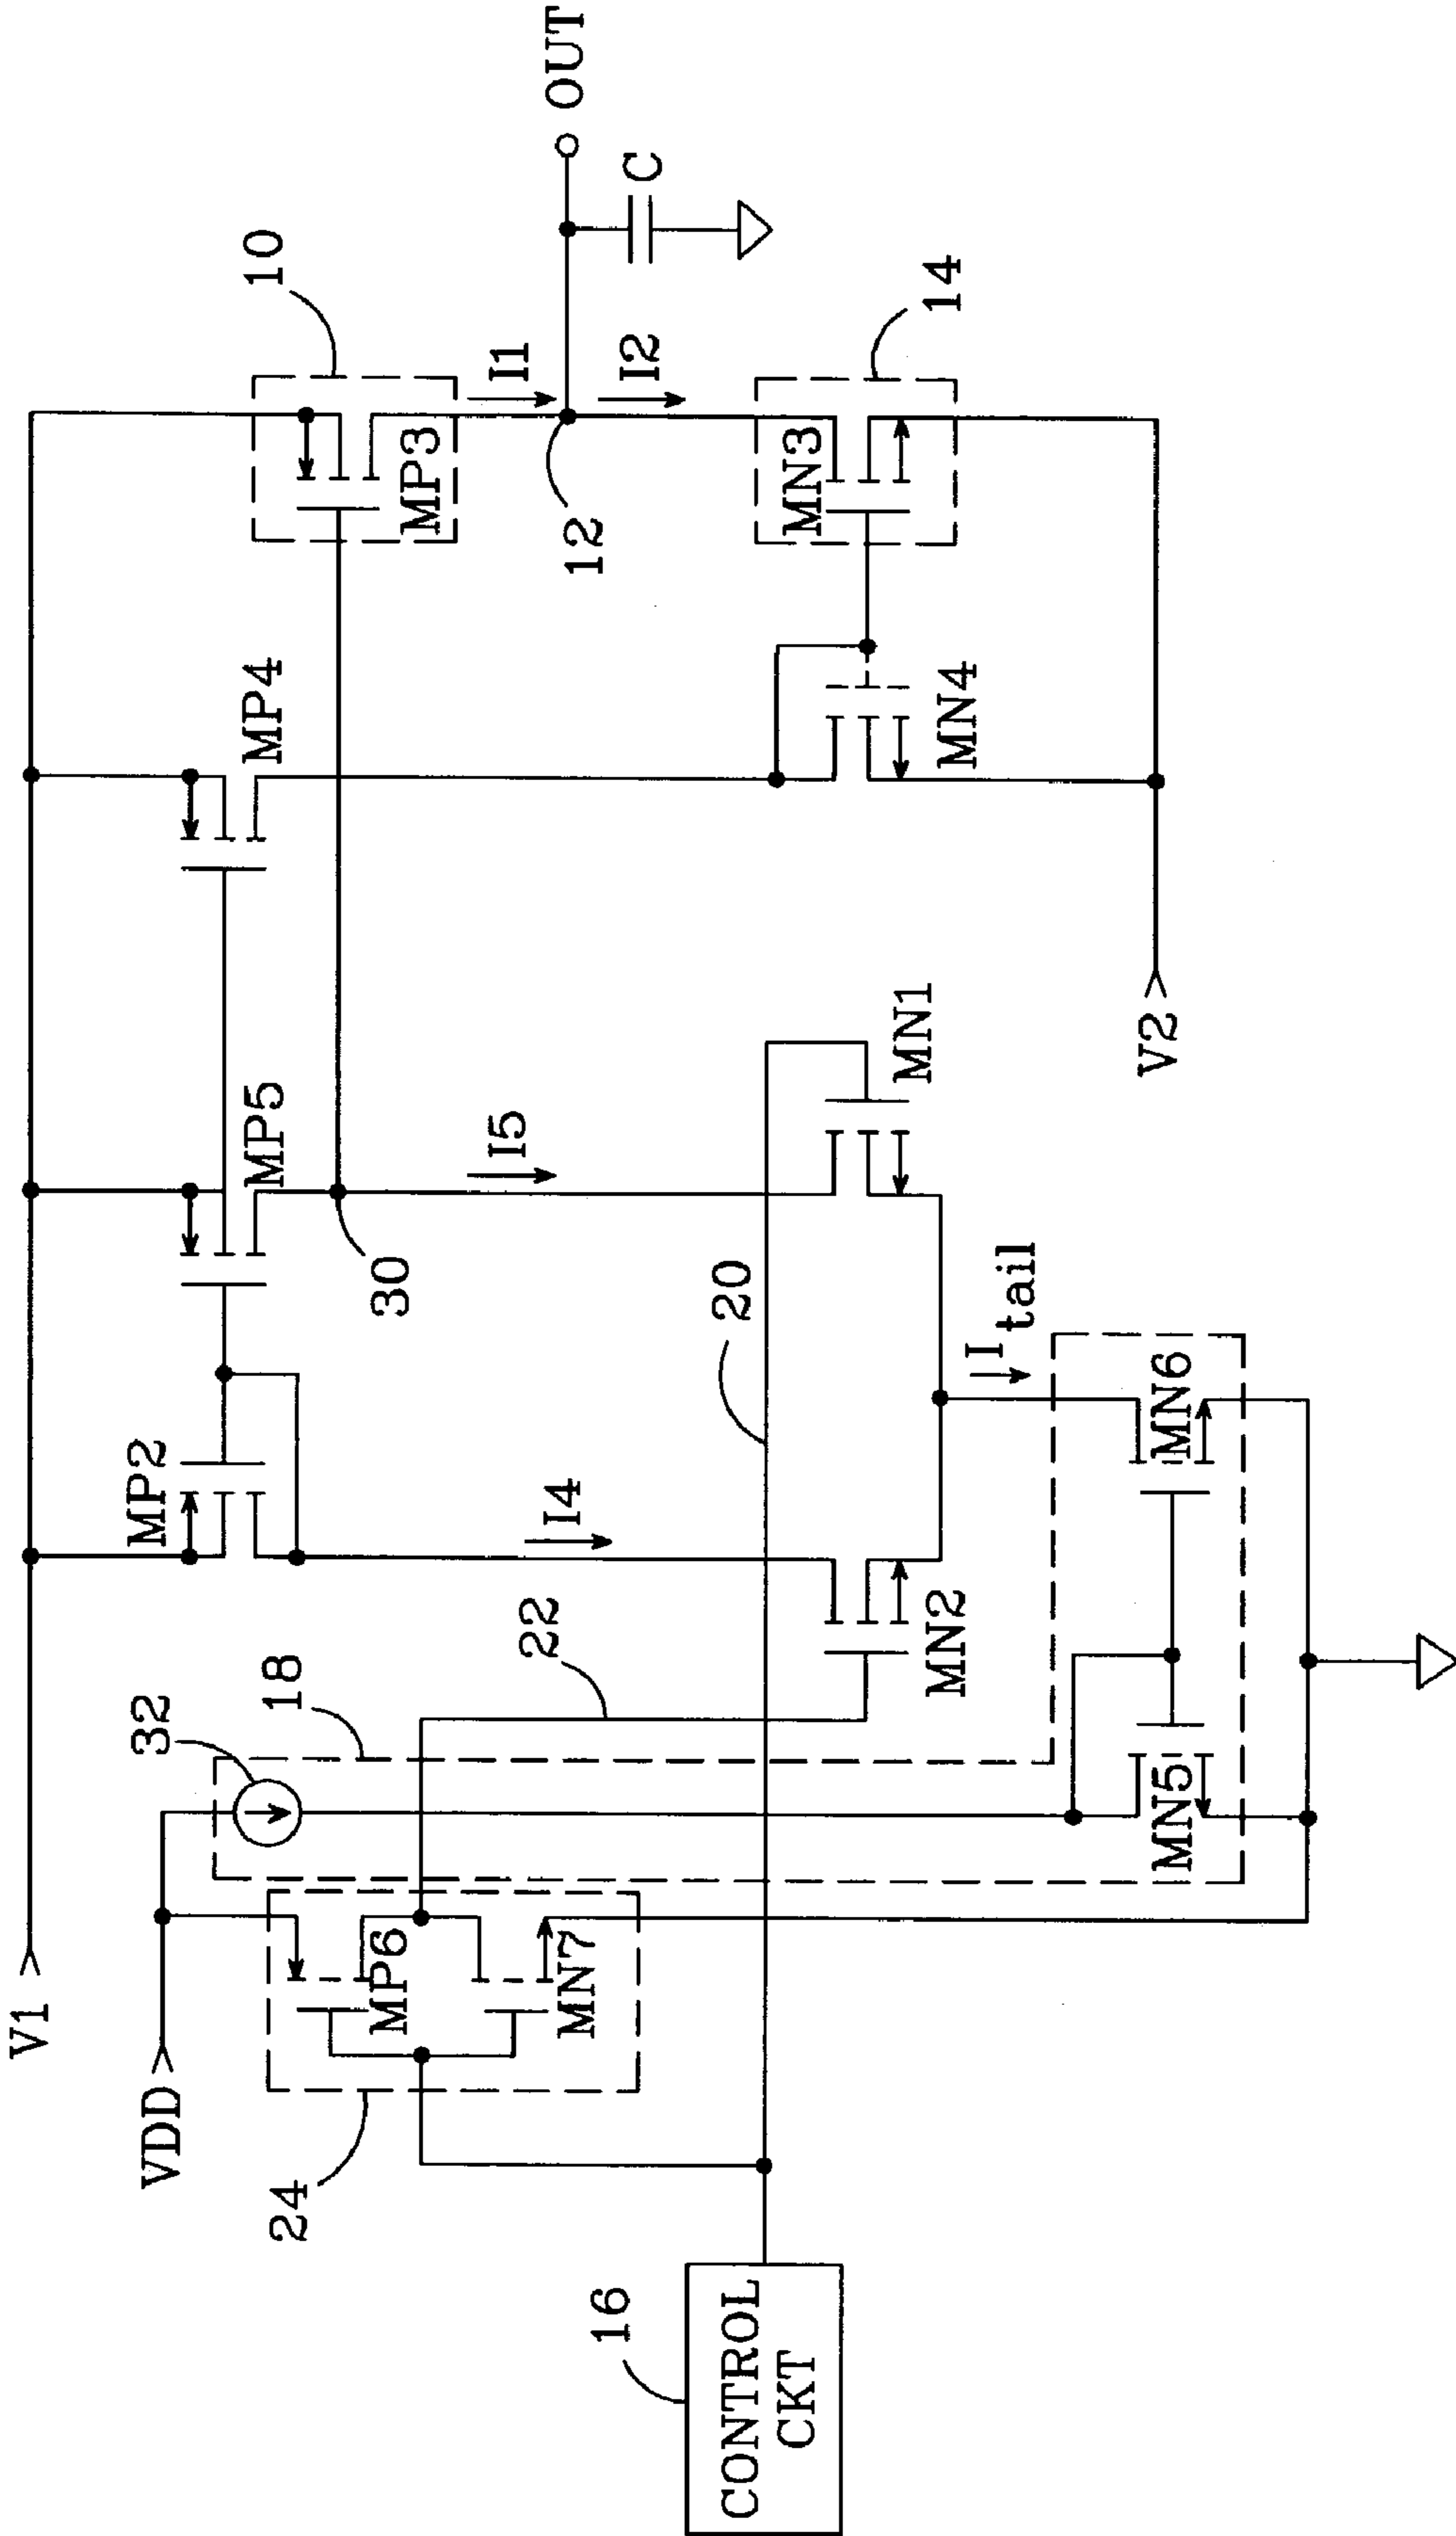 V1
VDD
32
18
MP2
MP5
MP4
10
MP3
24
MP6
MN7
22
I4
30
I5
I1
12
OUT
C
I2
16
CONTROL
CKT
20
MN2
MN1
MN3
MN4
14
I tail
MN5
MN6
V2